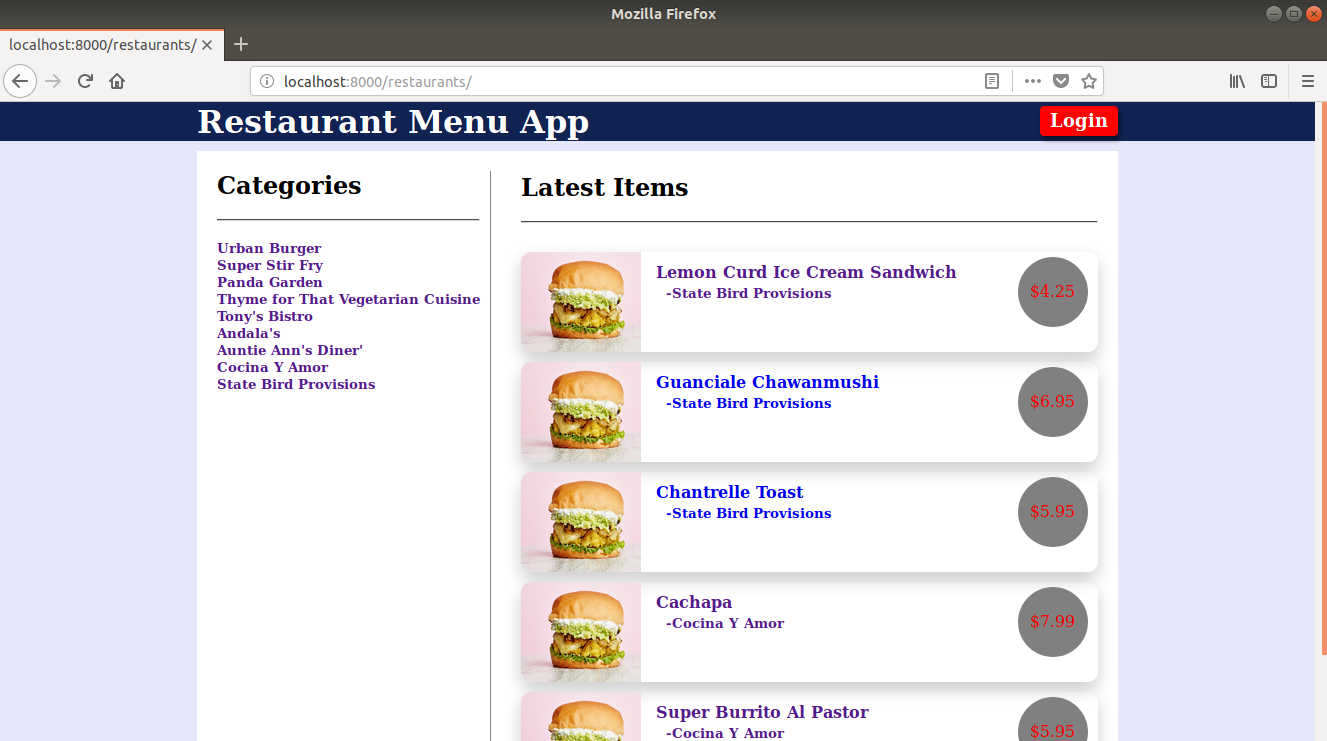 Mozilla Firefox
localhost:8000/restaurants/
localhost:8000/restaurants/
Restaurant Menu App
Login
Categories
Urban Burger
Super Stir Fry
Panda Garden
Thyme for That Vegetarian Cuisine
Tony's Bistro
Andala's
Auntie Ann's Diner'
Cocina Y Amor
State Bird Provisions
Latest Items
Lemon Curd Ice Cream Sandwich
-State Bird Provisions
$4.25
Guanciale Chawanmushi
-State Bird Provisions
$6.95
Chantrelle Toast
-State Bird Provisions
$5.95
Cachapa
-Cocina Y Amor
$7.99
Super Burrito Al Pastor
-Cocina Y Amor
$5.95